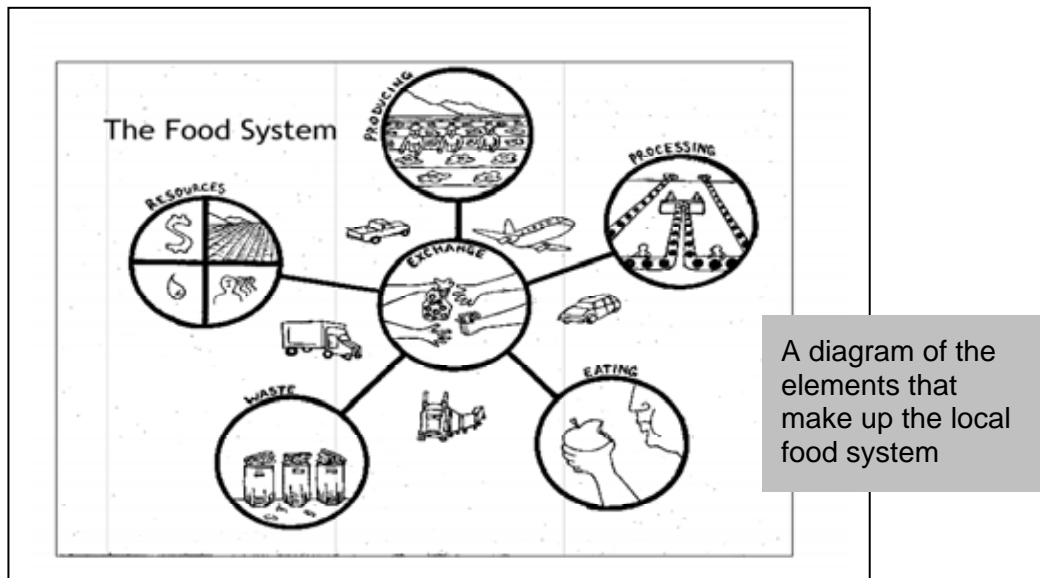 The Food System
PRODUCING
PROCESSING
RESOURCES
EXCHANGE
EATING
WASTE
A diagram of the
elements that
make up the local
food system